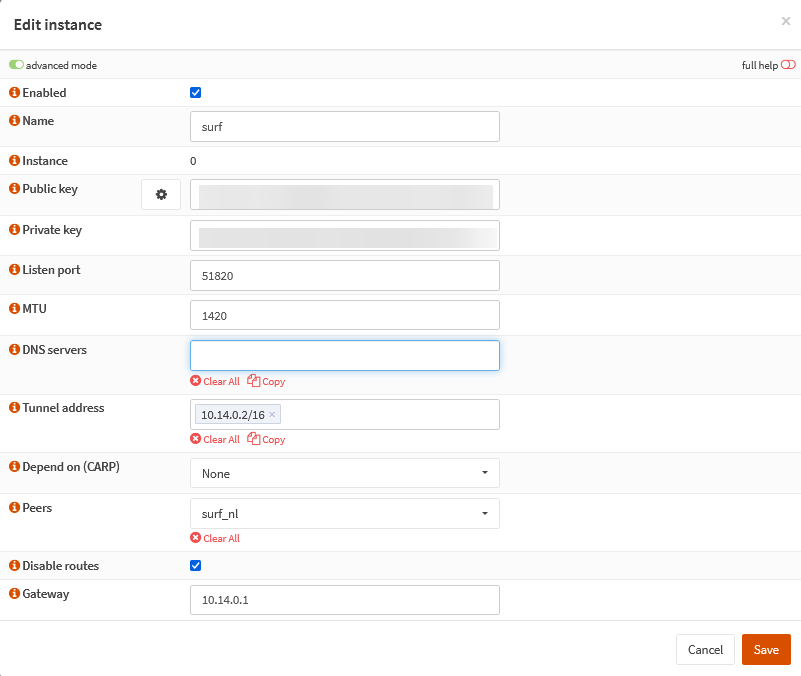 Edit instance ×
advanced mode full help
Enabled
Name surf
Instance 0
Public key
Private key
Listen port 51820
MTU 1420
DNS servers
Clear All Copy
Tunnel address 10.14.0.2/16 ×
Clear All Copy
Depend on (CARP) None
Peers surf_nl
Clear All
Disable routes
Gateway 10.14.0.1
Cancel Save